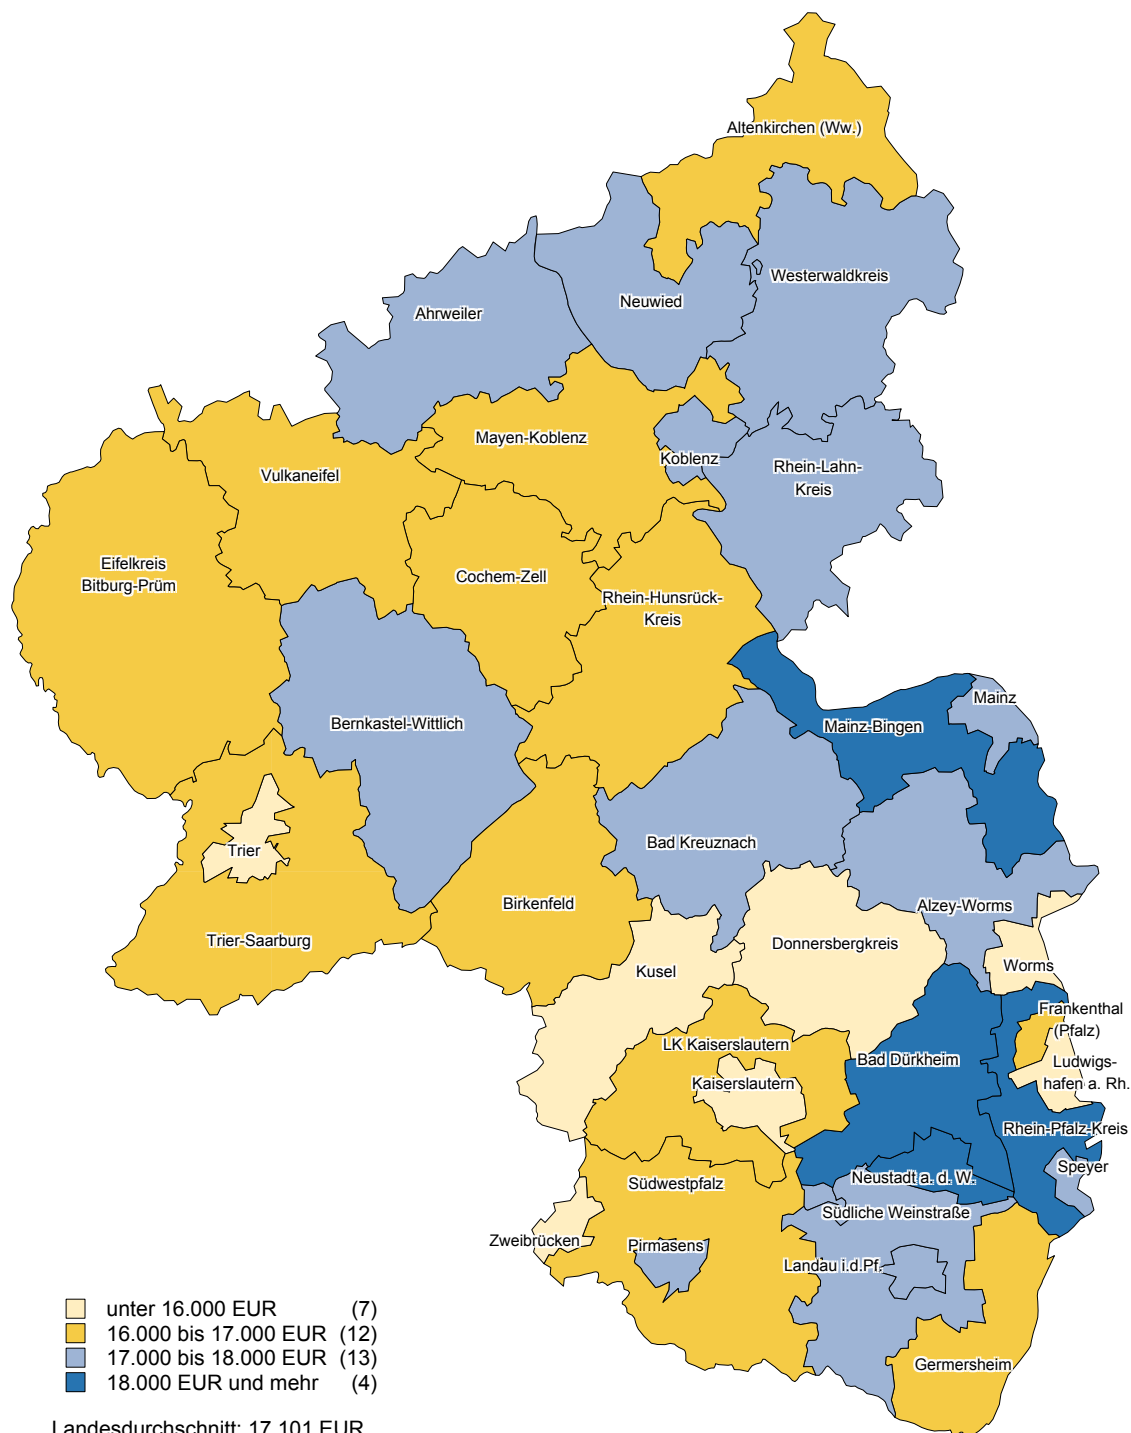 Altenkirchen (Ww.)
Westerwaldkreis
Neuwied
Ahrweiler
Mayen-Koblenz
Koblenz
Rhein-Lahn-
Kreis
Vulkaneifel
Eifelkreis
Bitburg-Prüm
Cochem-Zell
Rhein-Hunsrück-
Kreis
Mainz
Bernkastel-Wittlich
Mainz-Bingen
Bad Kreuznach
Trier
Birkenfeld
Alzey-Worms
Trier-Saarburg
Donnersbergkreis
Kusel
Worms
Frankenthal
(Pfalz)
LK Kaiserslautern
Bad Dürkheim
Ludwigs-
hafen a. Rh.
Kaiserslautern
Rhein-Pfalz-Kreis
Speyer
Neustadt a. d. W.
Südwestpfalz
Südliche Weinstraße
Zweibrücken
Pirmasens
Landau i.d.Pf.
Germersheim
unter 16.000 EUR (7)
16.000 bis 17.000 EUR (12)
17.000 bis 18.000 EUR (13)
18.000 EUR und mehr (4)
Landesdurchschnitt: 17.101 EUR